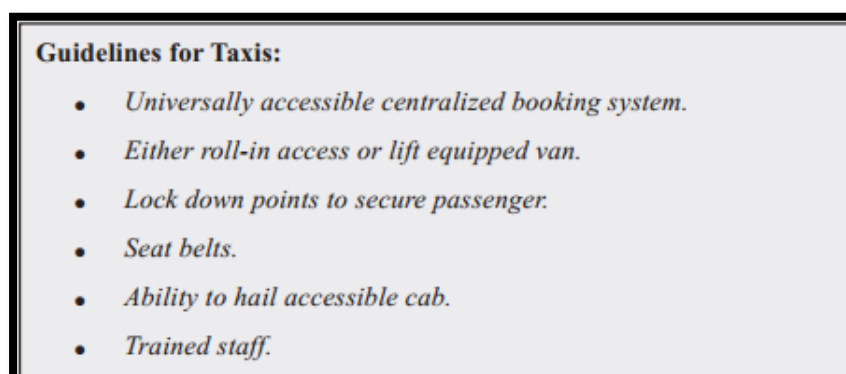 Guidelines for Taxis:
• Universally accessible centralized booking system.
• Either roll-in access or lift equipped van.
• Lock down points to secure passenger.
• Seat belts.
• Ability to hail accessible cab.
• Trained staff.